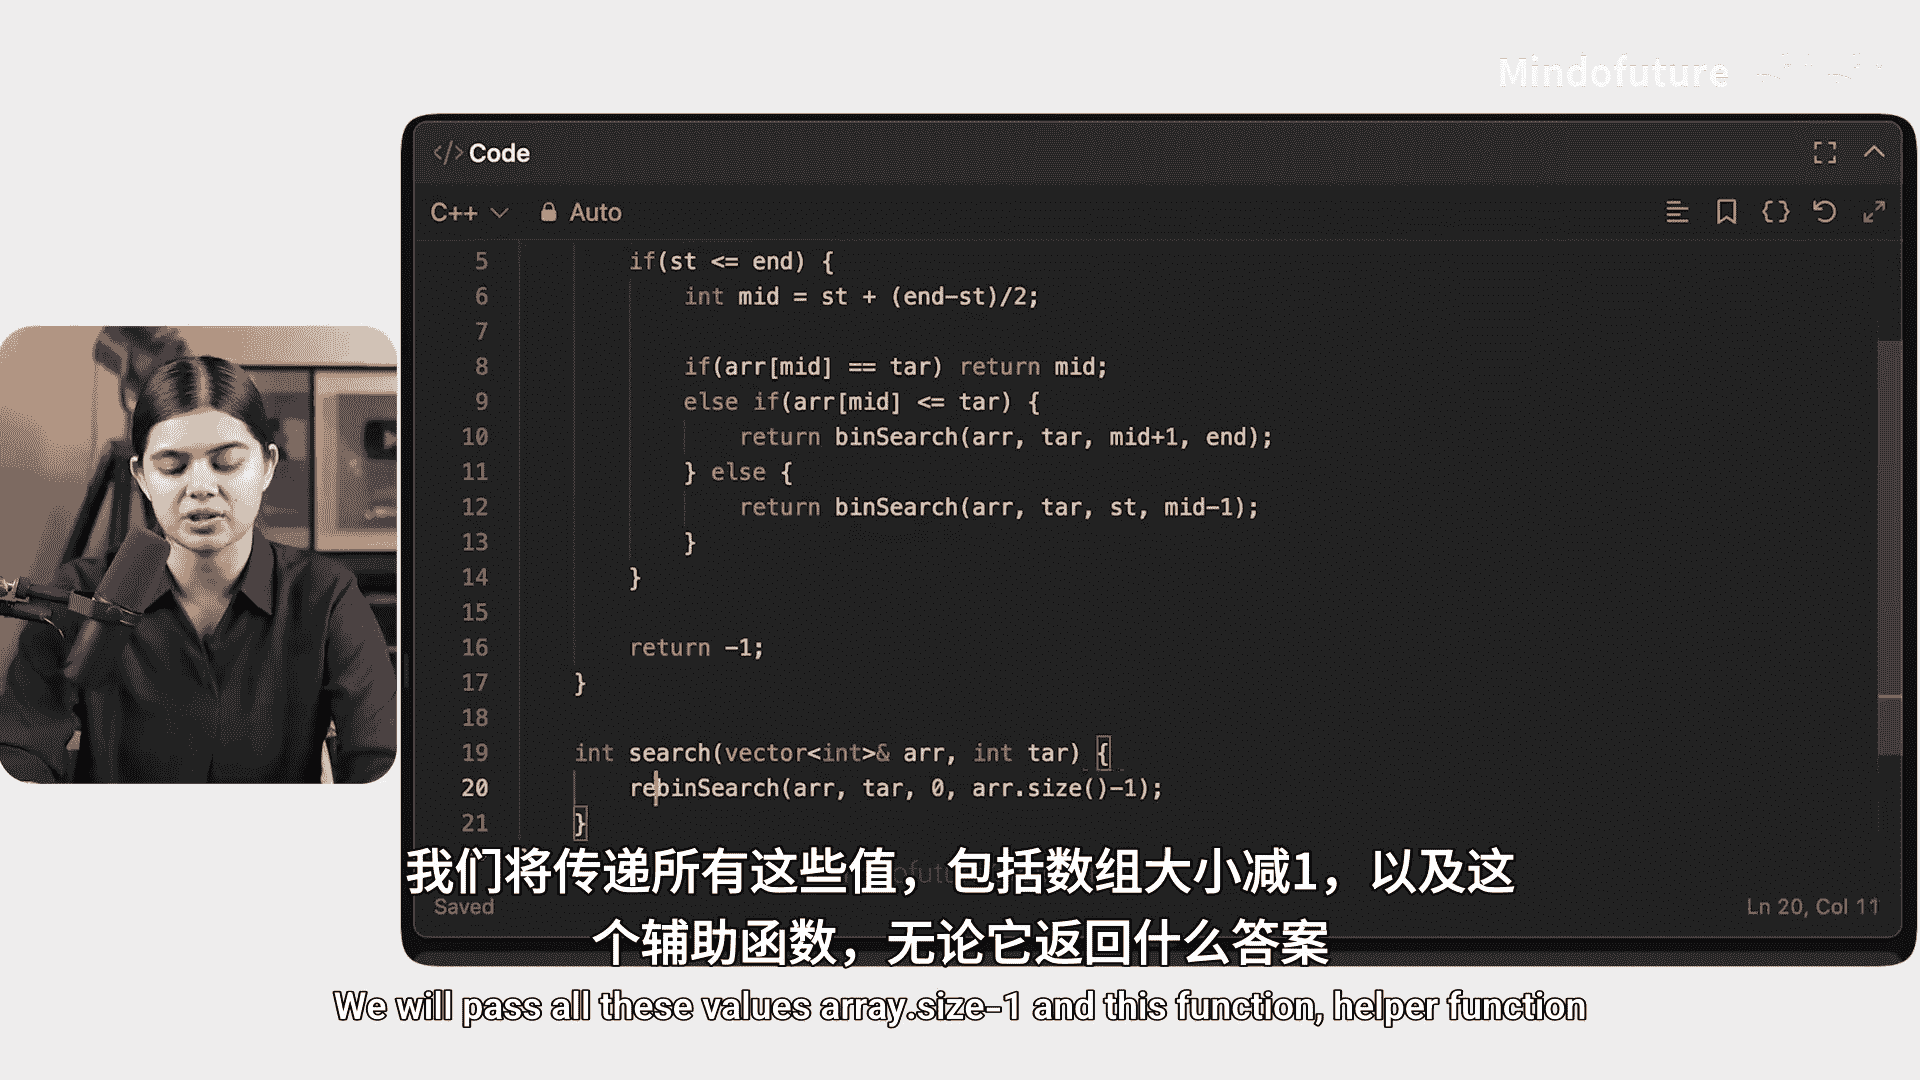 Mindofuture
</> Code
C++ Auto
5 if(st <= end) {
6 int mid = st + (end-st)/2;
7
8 if(arr[mid] == tar) return mid;
9 else if(arr[mid] <= tar) {
10 return binSearch(arr, tar, mid+1, end);
11 } else {
12 return binSearch(arr, tar, st, mid-1);
13 }
14 }
15
16 return -1;
17 }
18
19 int search(vector<int>& arr, int tar) {
20 rebinSearch(arr, tar, 0, arr.size()-1);
21 }
我们将传递所有这些值，包括数组大小减1，以及这
Saved Ln 20, Col 11
个辅助函数，无论它返回什么答案
We will pass all these values array.size-1 and this function, helper function